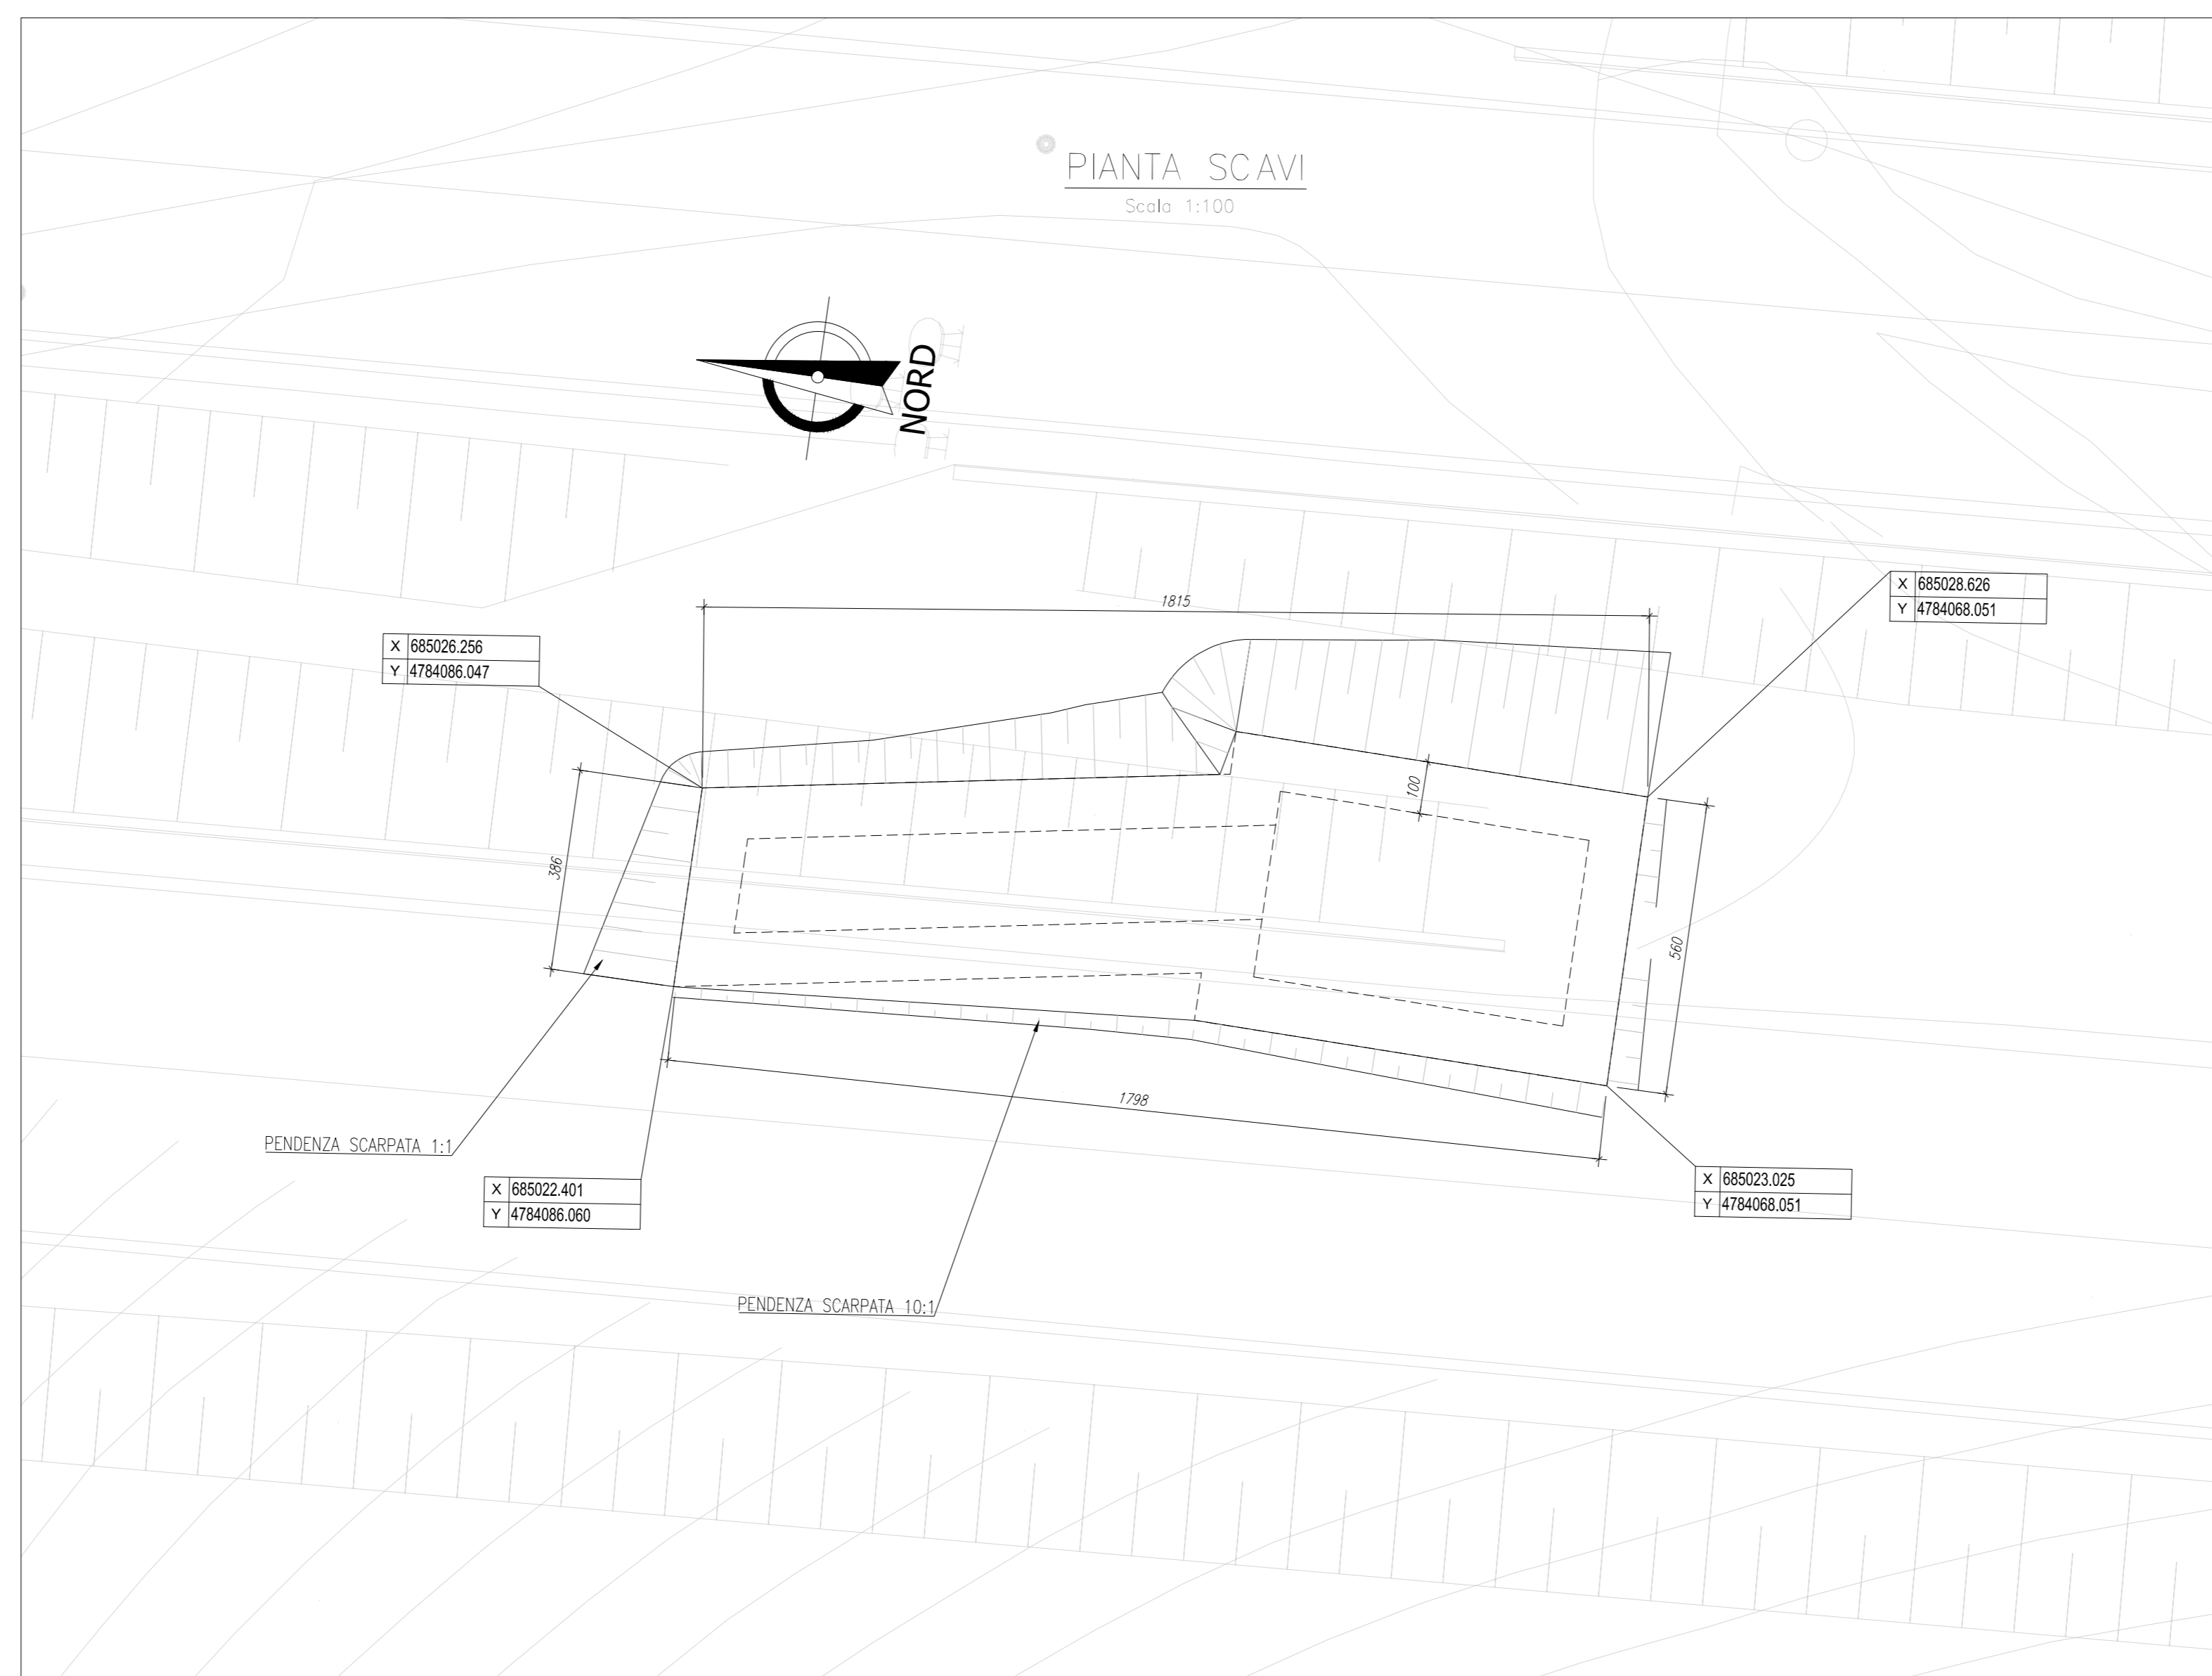 PIANTA SCAVI
Scala 1:100
NORD
X 685028.626
Y 4784068.051
1815
X 685026.256
Y 4784086.047
100
386
560
1798
PENDENZA SCARPATA 1:1
X 685022.401
Y 4784086.060
X 685023.025
Y 4784068.051
PENDENZA SCARPATA 10:1